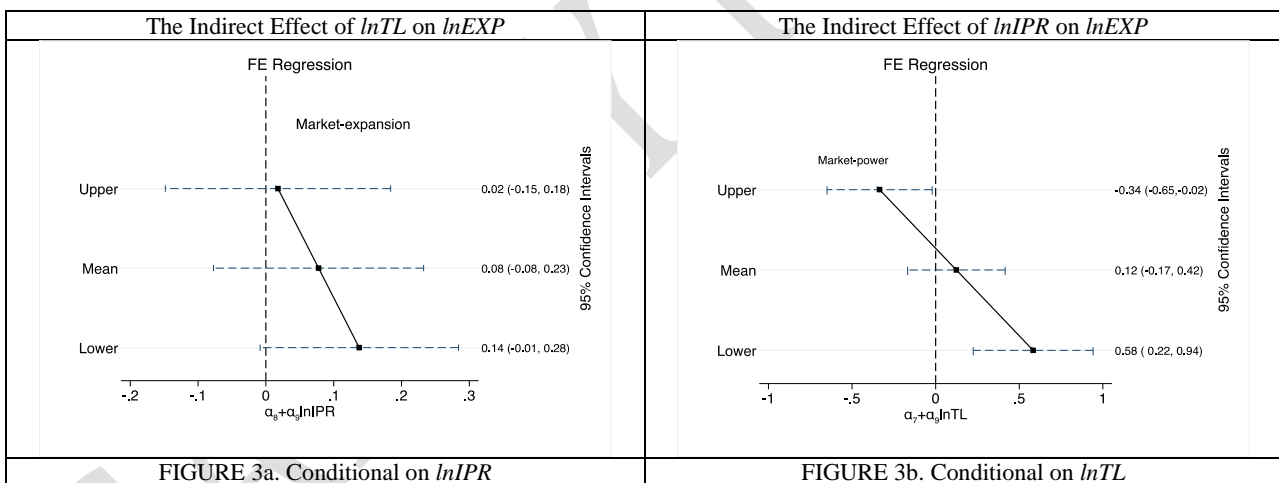 The Indirect Effect of lnTL on lnEXP
FE Regression
Market-expansion
Upper
0.02 (-0.15, 0.18)
Mean
0.08 (-0.08, 0.23)
Lower
0.14 (-0.01, 0.28)
95% Confidence Intervals
-.2 -.1 0 .1 .2 .3
α₈+α₉lnIPR
FIGURE 3a. Conditional on lnIPR
The Indirect Effect of lnIPR on lnEXP
FE Regression
Market-power
Upper
-0.34 (-0.65,-0.02)
Mean
0.12 (-0.17, 0.42)
Lower
0.58 ( 0.22, 0.94)
95% Confidence Intervals
-1 -.5 0 .5 1
α₇+α₉lnTL
FIGURE 3b. Conditional on lnTL